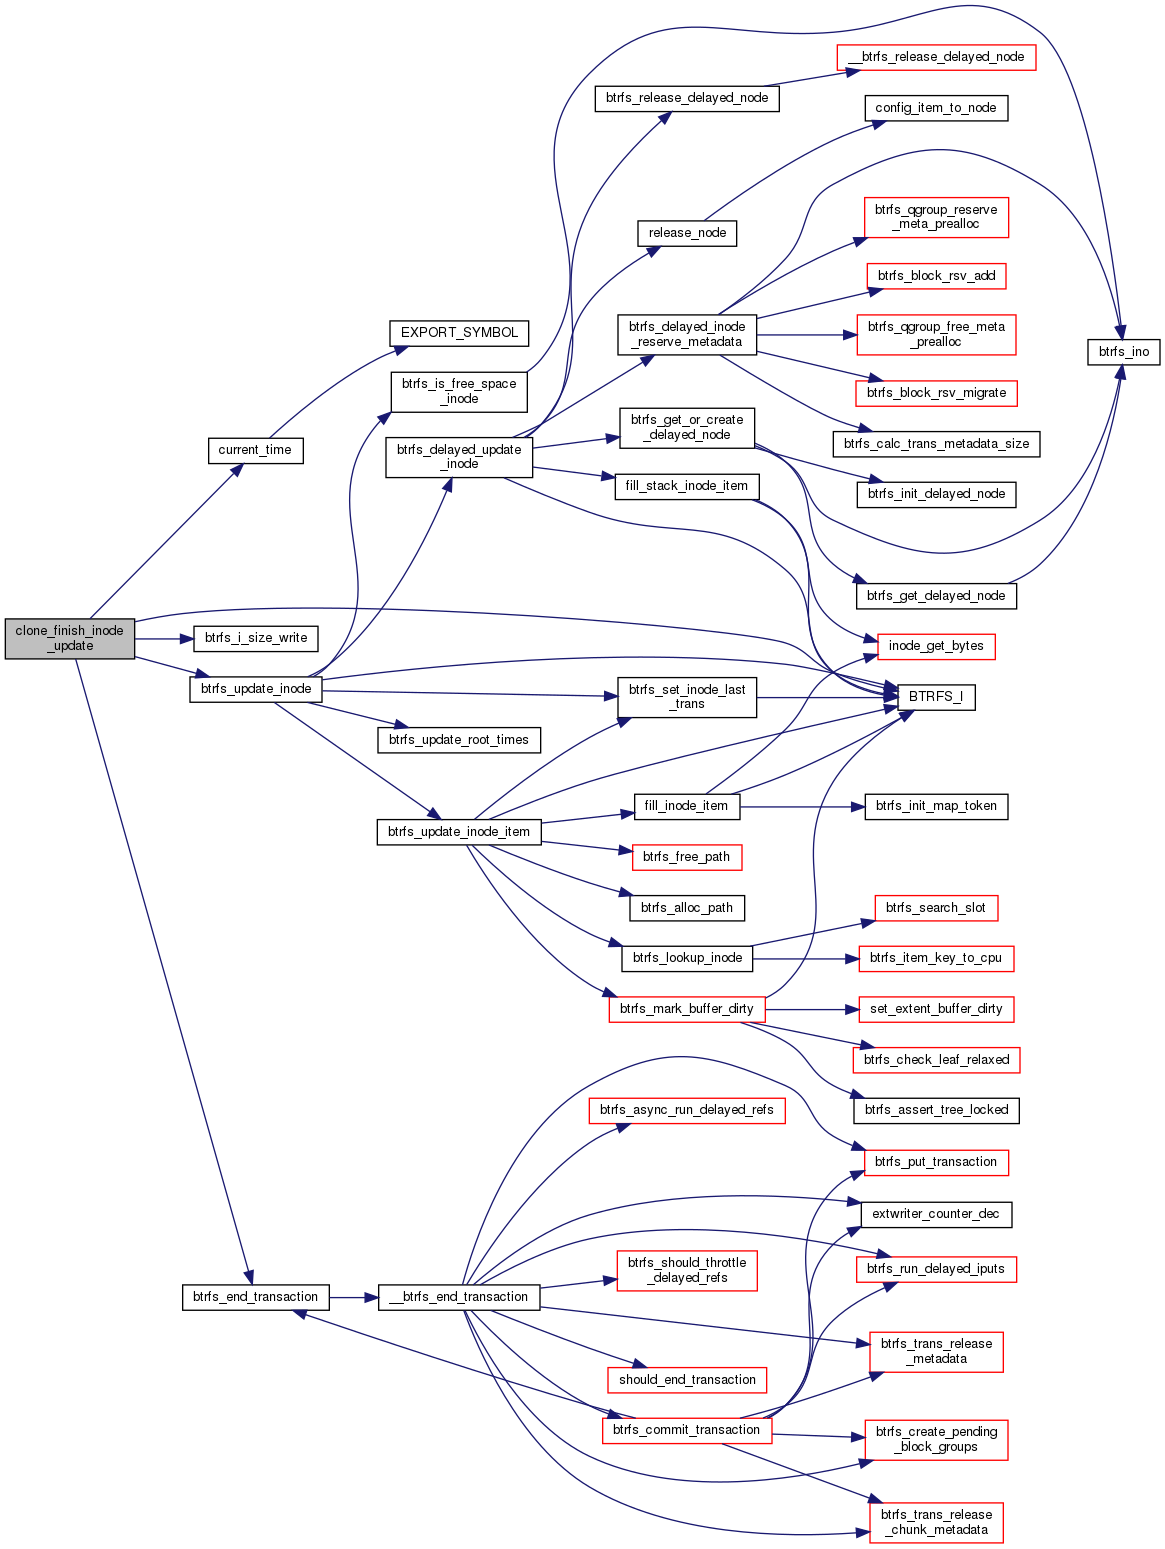 __btrfs_release_delayed_node
btrfs_release_delayed_node
config_item_to_node
btrfs_qgroup_reserve
_meta_prealloc
release_node
btrfs_block_rsv_add
EXPORT_SYMBOL
btrfs_delayed_inode
_reserve_metadata
btrfs_qgroup_free_meta
_prealloc
btrfs_ino
btrfs_is_free_space
_inode
btrfs_block_rsv_migrate
btrfs_get_or_create
_delayed_node
btrfs_calc_trans_metadata_size
current_time
btrfs_delayed_update
_inode
fill_stack_inode_item
btrfs_init_delayed_node
btrfs_get_delayed_node
clone_finish_inode
_update
btrfs_i_size_write
inode_get_bytes
btrfs_update_inode
btrfs_set_inode_last
_trans
BTRFS_I
btrfs_update_root_times
fill_inode_item
btrfs_init_map_token
btrfs_update_inode_item
btrfs_free_path
btrfs_alloc_path
btrfs_search_slot
btrfs_lookup_inode
btrfs_item_key_to_cpu
btrfs_mark_buffer_dirty
set_extent_buffer_dirty
btrfs_check_leaf_relaxed
btrfs_async_run_delayed_refs
btrfs_assert_tree_locked
btrfs_put_transaction
extwriter_counter_dec
btrfs_should_throttle
_delayed_refs
btrfs_run_delayed_iputs
btrfs_end_transaction
__btrfs_end_transaction
btrfs_trans_release
_metadata
should_end_transaction
btrfs_commit_transaction
btrfs_create_pending
_block_groups
btrfs_trans_release
_chunk_metadata